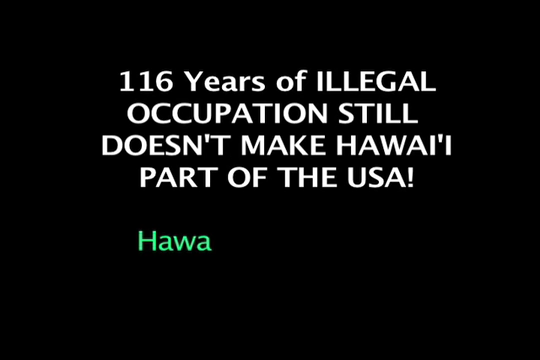 116 Years of ILLEGAL
OCCUPATION STILL
DOESN'T MAKE HAWAI'I
PART OF THE USA!
Hawa